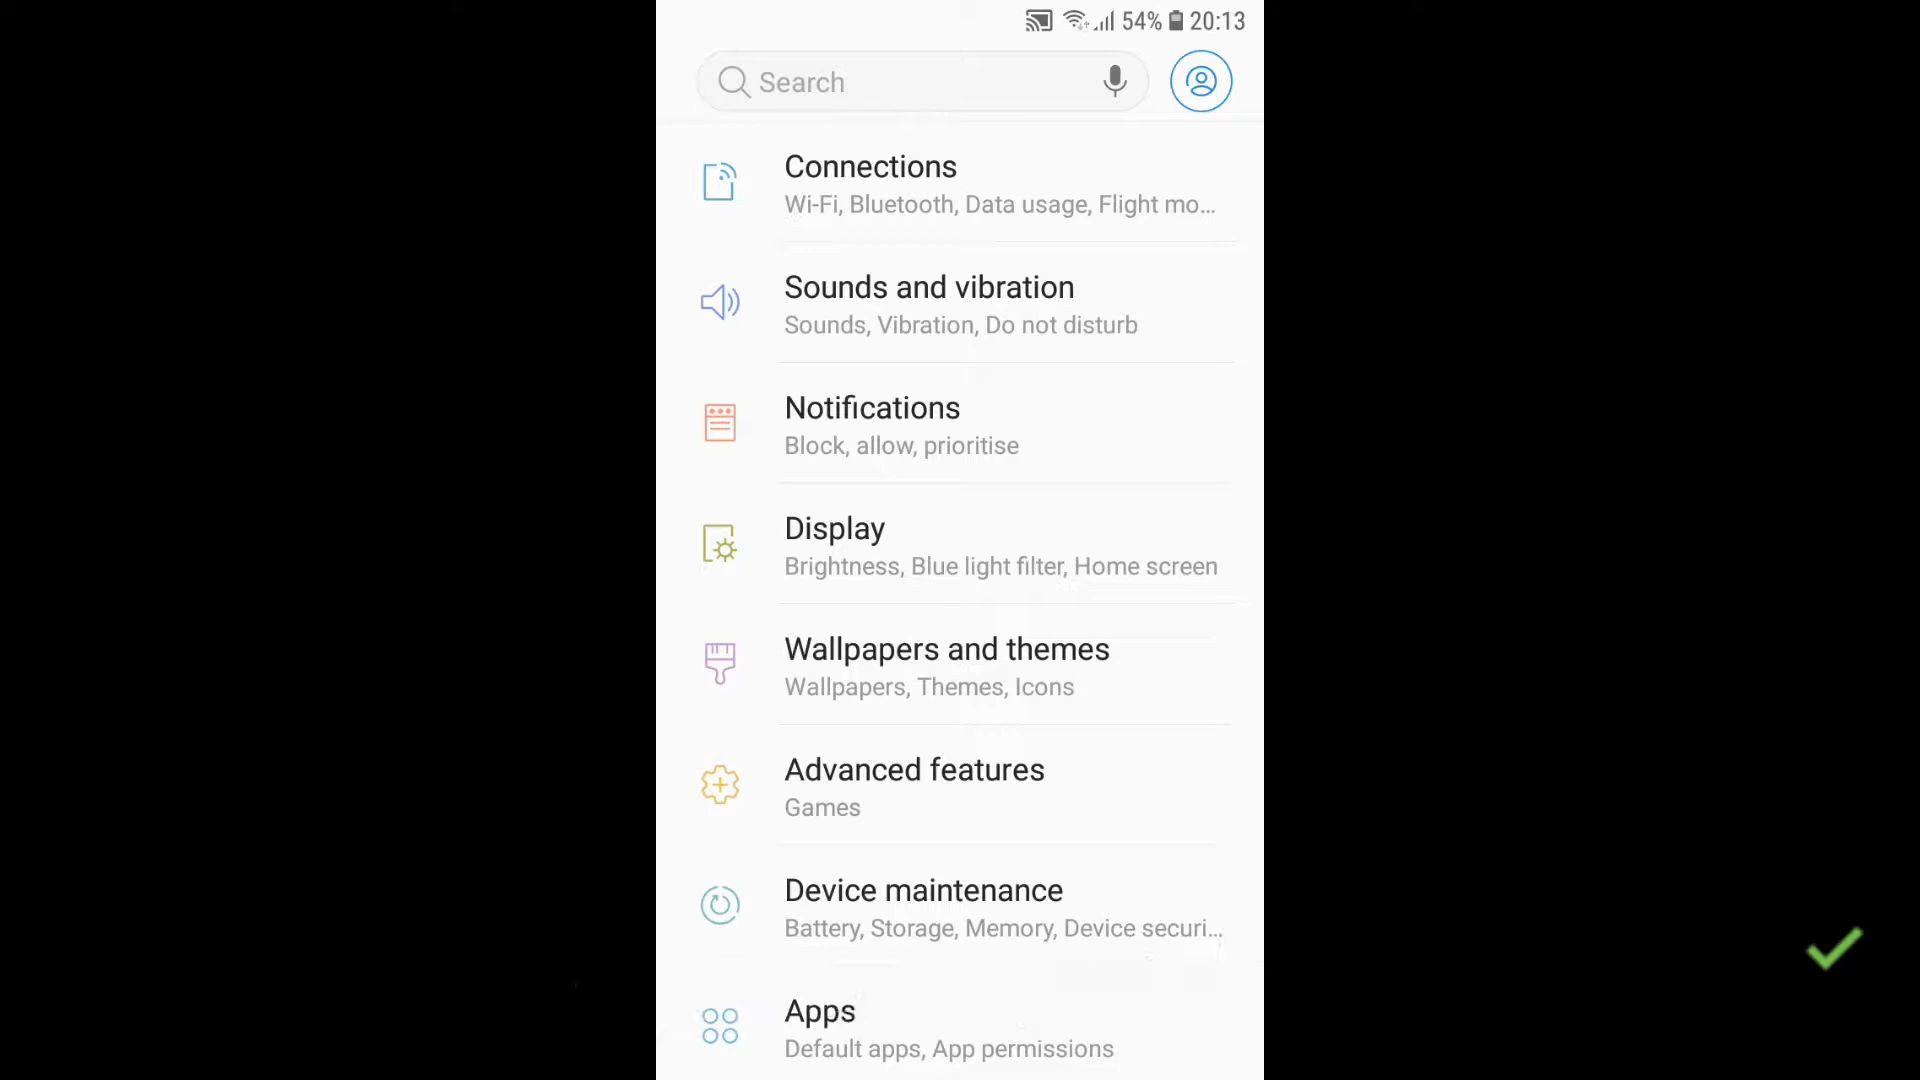 54% 20:13
Search
Connections
Wi-Fi, Bluetooth, Data usage, Flight mo...
Sounds and vibration
Sounds, Vibration, Do not disturb
Notifications
Block, allow, prioritise
Display
Brightness, Blue light filter, Home screen
Wallpapers and themes
Wallpapers, Themes, Icons
Advanced features
Games
Device maintenance
Battery, Storage, Memory, Device securi...
Apps
Default apps, App permissions